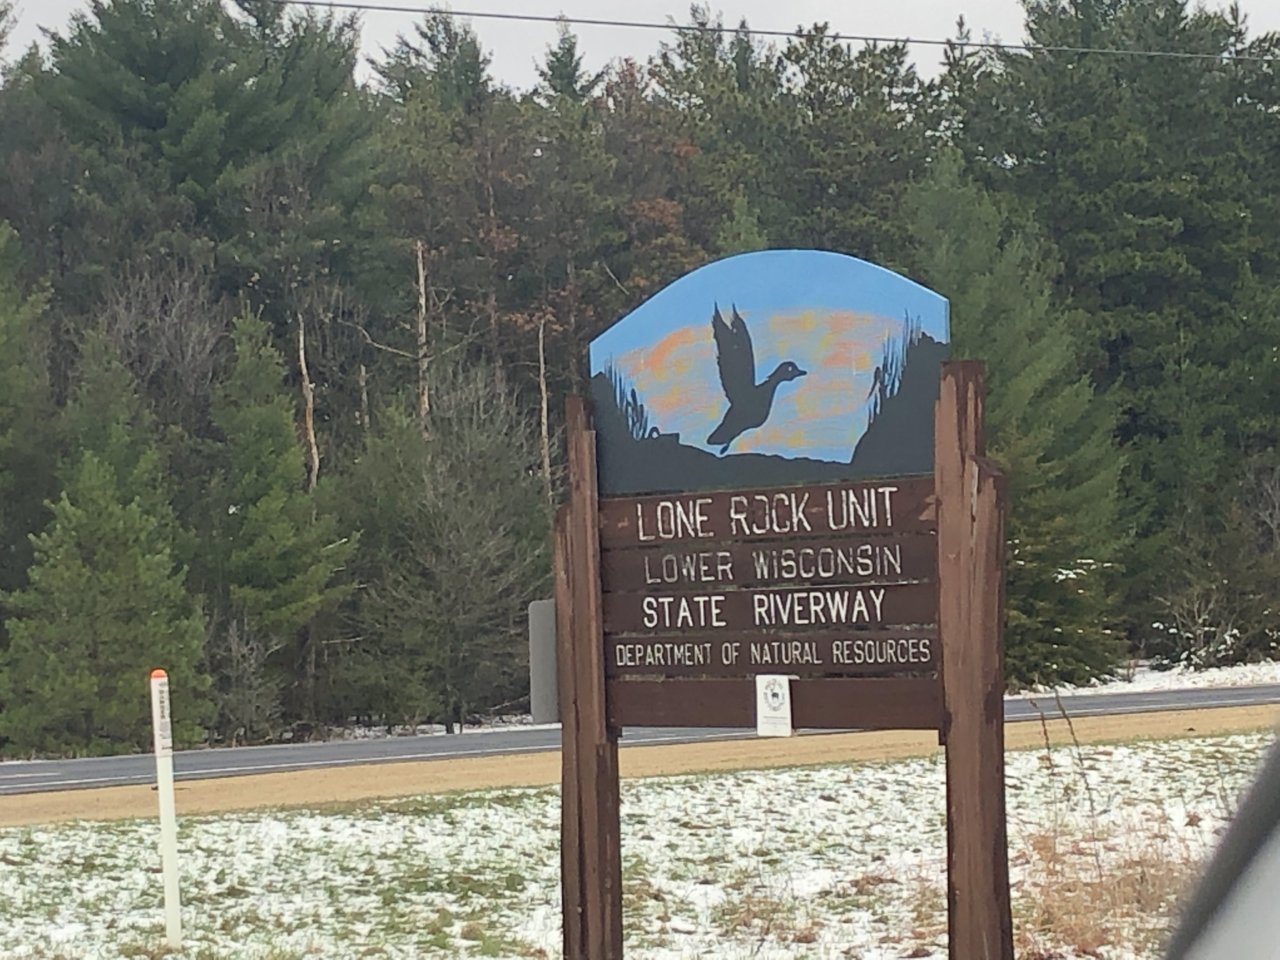 LONE ROCK UNIT
LOWER WISCONSIN
STATE RIVERWAY
DEPARTMENT OF NATURAL RESOURCES